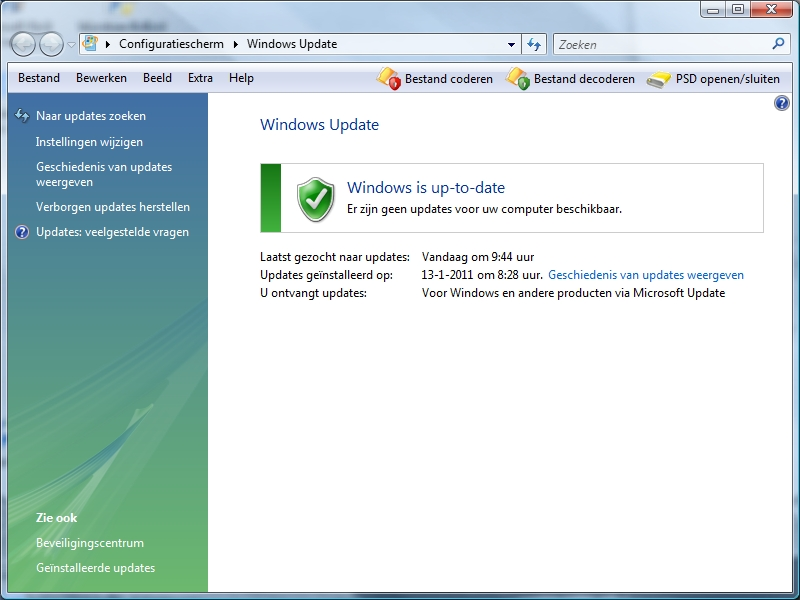 Configuratiescherm Windows Update
Zoeken
Bestand Bewerken Beeld Extra Help
Bestand coderen Bestand decoderen PSD openen/sluiten
Naar updates zoeken
Instellingen wijzigen
Geschiedenis van updates
weergeven
Verborgen updates herstellen
Updates: veelgestelde vragen
Zie ook
Beveiligingscentrum
Geïnstalleerde updates
Windows Update
Windows is up-to-date
Er zijn geen updates voor uw computer beschikbaar.
Laatst gezocht naar updates: Vandaag om 9:44 uur
Updates geïnstalleerd op: 13-1-2011 om 8:28 uur. Geschiedenis van updates weergeven
U ontvangt updates: Voor Windows en andere producten via Microsoft Update